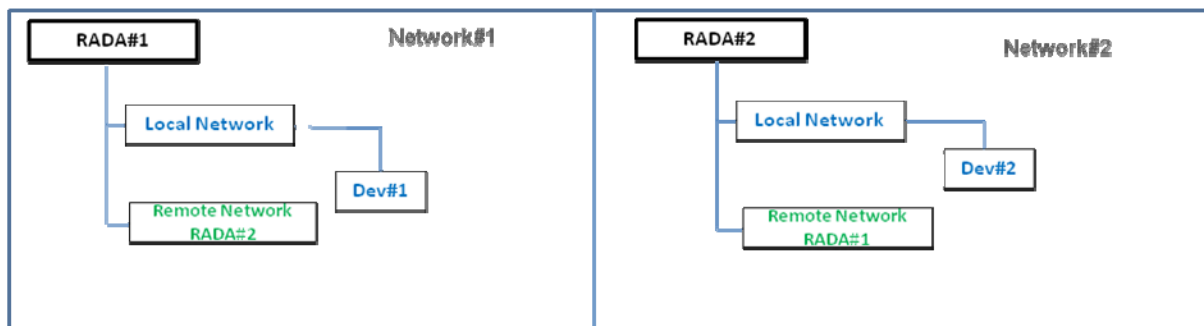 RADA#1
Network#1
Local Network
Dev#1
Remote Network
RADA#2
RADA#2
Network#2
Local Network
Dev#2
Remote Network
RADA#1